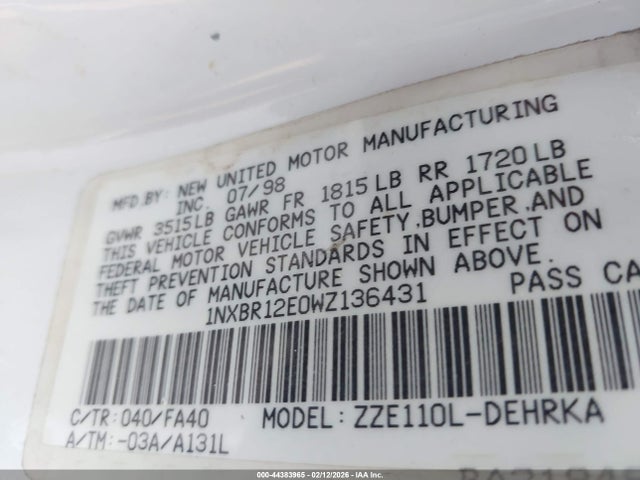 MFD.BY: NEW UNITED MOTOR MANUFACTURING
INC. 07/98
GVWR 3515LB GAWR FR 1815LB RR 1720LB
THIS VEHICLE CONFORMS TO ALL APPLICABLE
FEDERAL MOTOR VEHICLE SAFETY,BUMPER,AND
THEFT PREVENTION STANDARDS IN EFFECT ON
THE DATE OF MANUFACTURE SHOWN ABOVE.
1NXBR12E0WZ136431 PASS CA
C/TR:040/FA40 MODEL:ZZE110L-DEHRKA
A/TM:-03A/A131L
000-44383965 - 02/12/2026 - IAA Inc.